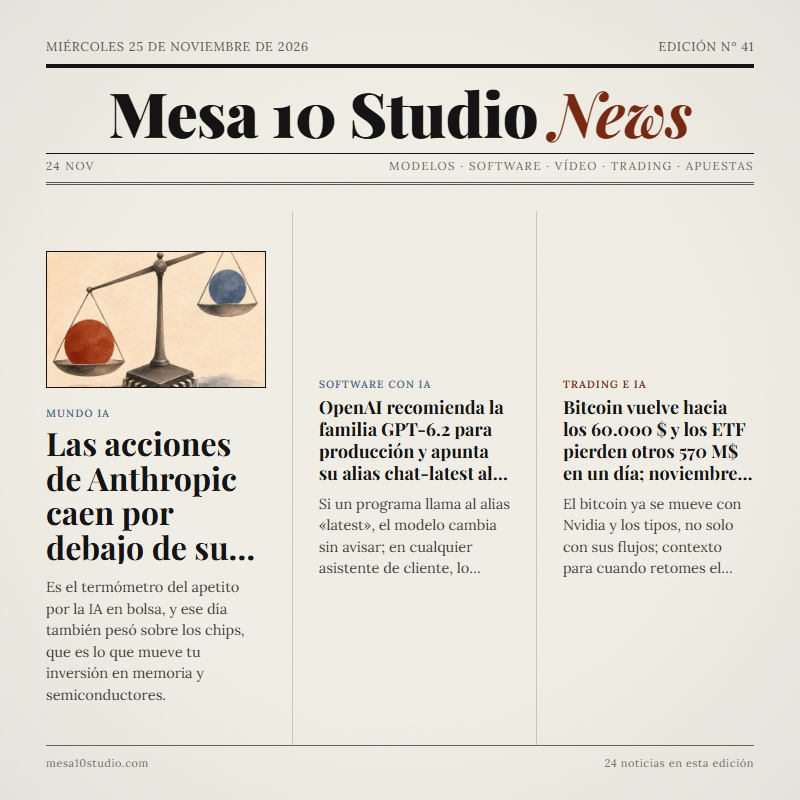 MIÉRCOLES 25 DE NOVIEMBRE DE 2026
EDICIÓN Nº 41
Mesa 10 Studio News
24 NOV
MODELOS · SOFTWARE · VÍDEO · TRADING · APUESTAS
MUNDO IA
Las acciones
de Anthropic
caen por
debajo de su...
Es el termómetro del apetito
por la IA en bolsa, y ese día
también pesó sobre los chips,
que es lo que mueve tu
inversión en memoria y
semiconductores.
SOFTWARE CON IA
OpenAI recomienda la
familia GPT-6.2 para
producción y apunta
su alias chat-latest al...
Si un programa llama al alias
«latest», el modelo cambia
sin avisar; en cualquier
asistente de cliente, lo...
TRADING E IA
Bitcoin vuelve hacia
los 60.000 $ y los ETF
pierden otros 570 M$
en un día; noviembre...
El bitcoin ya se mueve con
Nvidia y los tipos, no solo
con sus flujos; contexto
para cuando retomes el...
mesa10studio.com
24 noticias en esta edición